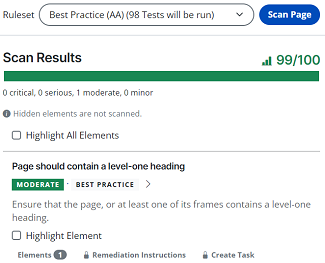 Ruleset
Best Practice (AA) (98 Tests will be run)
Scan Page
Scan Results
99/100
0 critical, 0 serious, 1 moderate, 0 minor
Hidden elements are not scanned.
Highlight All Elements
Page should contain a level-one heading
MODERATE · BEST PRACTICE
Ensure that the page, or at least one of its frames contains a level-one
heading.
Highlight Element
Elements 1 Remediation Instructions Create Task